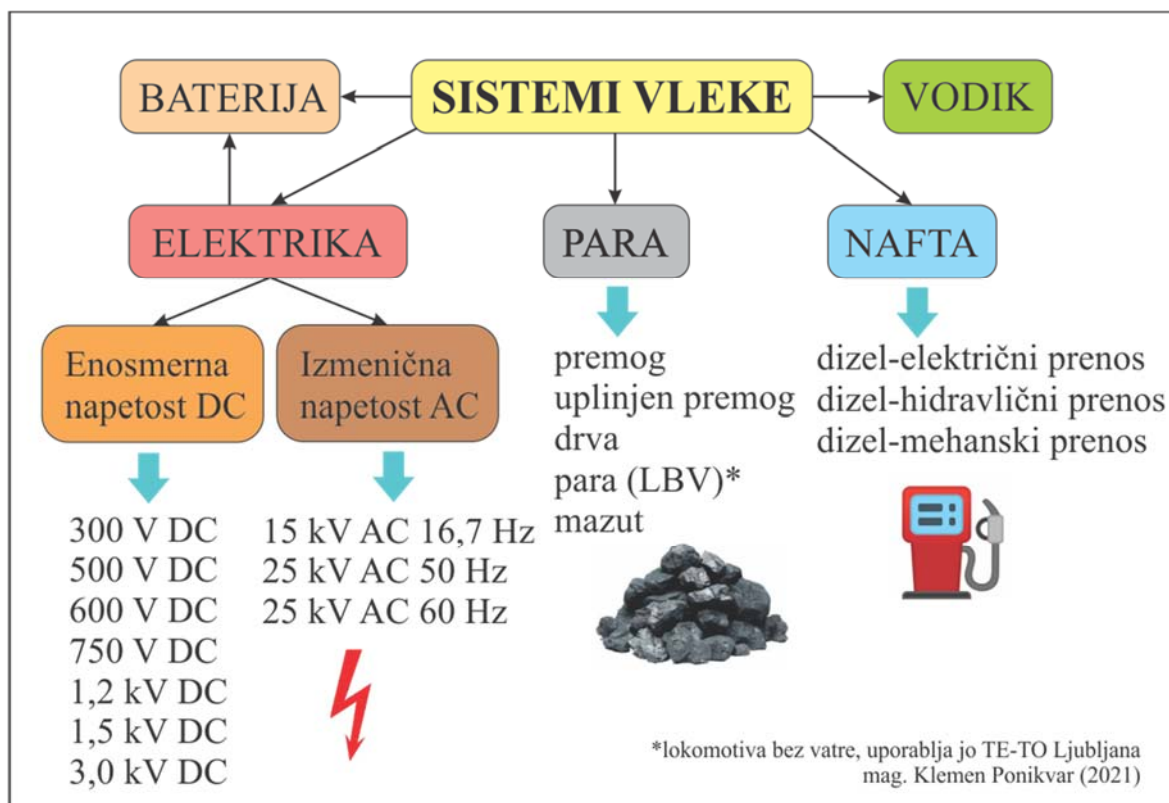 BATERIJA
SISTEMI VLEKE
VODIK
ELEKTRIKA
PARA
NAFTA
Enosmerna
napetost DC
Izmenična
napetost AC
300 V DC
500 V DC
600 V DC
750 V DC
1,2 kV DC
1,5 kV DC
3,0 kV DC
15 kV AC 16,7 Hz
25 kV AC 50 Hz
25 kV AC 60 Hz
premog
uplinjen premog
drva
para (LBV)*
mazut
dizel-električni prenos
dizel-hidravlični prenos
dizel-mehanski prenos
*lokomotiva bez vatre, uporablja jo TE-TO Ljubljana
mag. Klemen Ponikvar (2021)